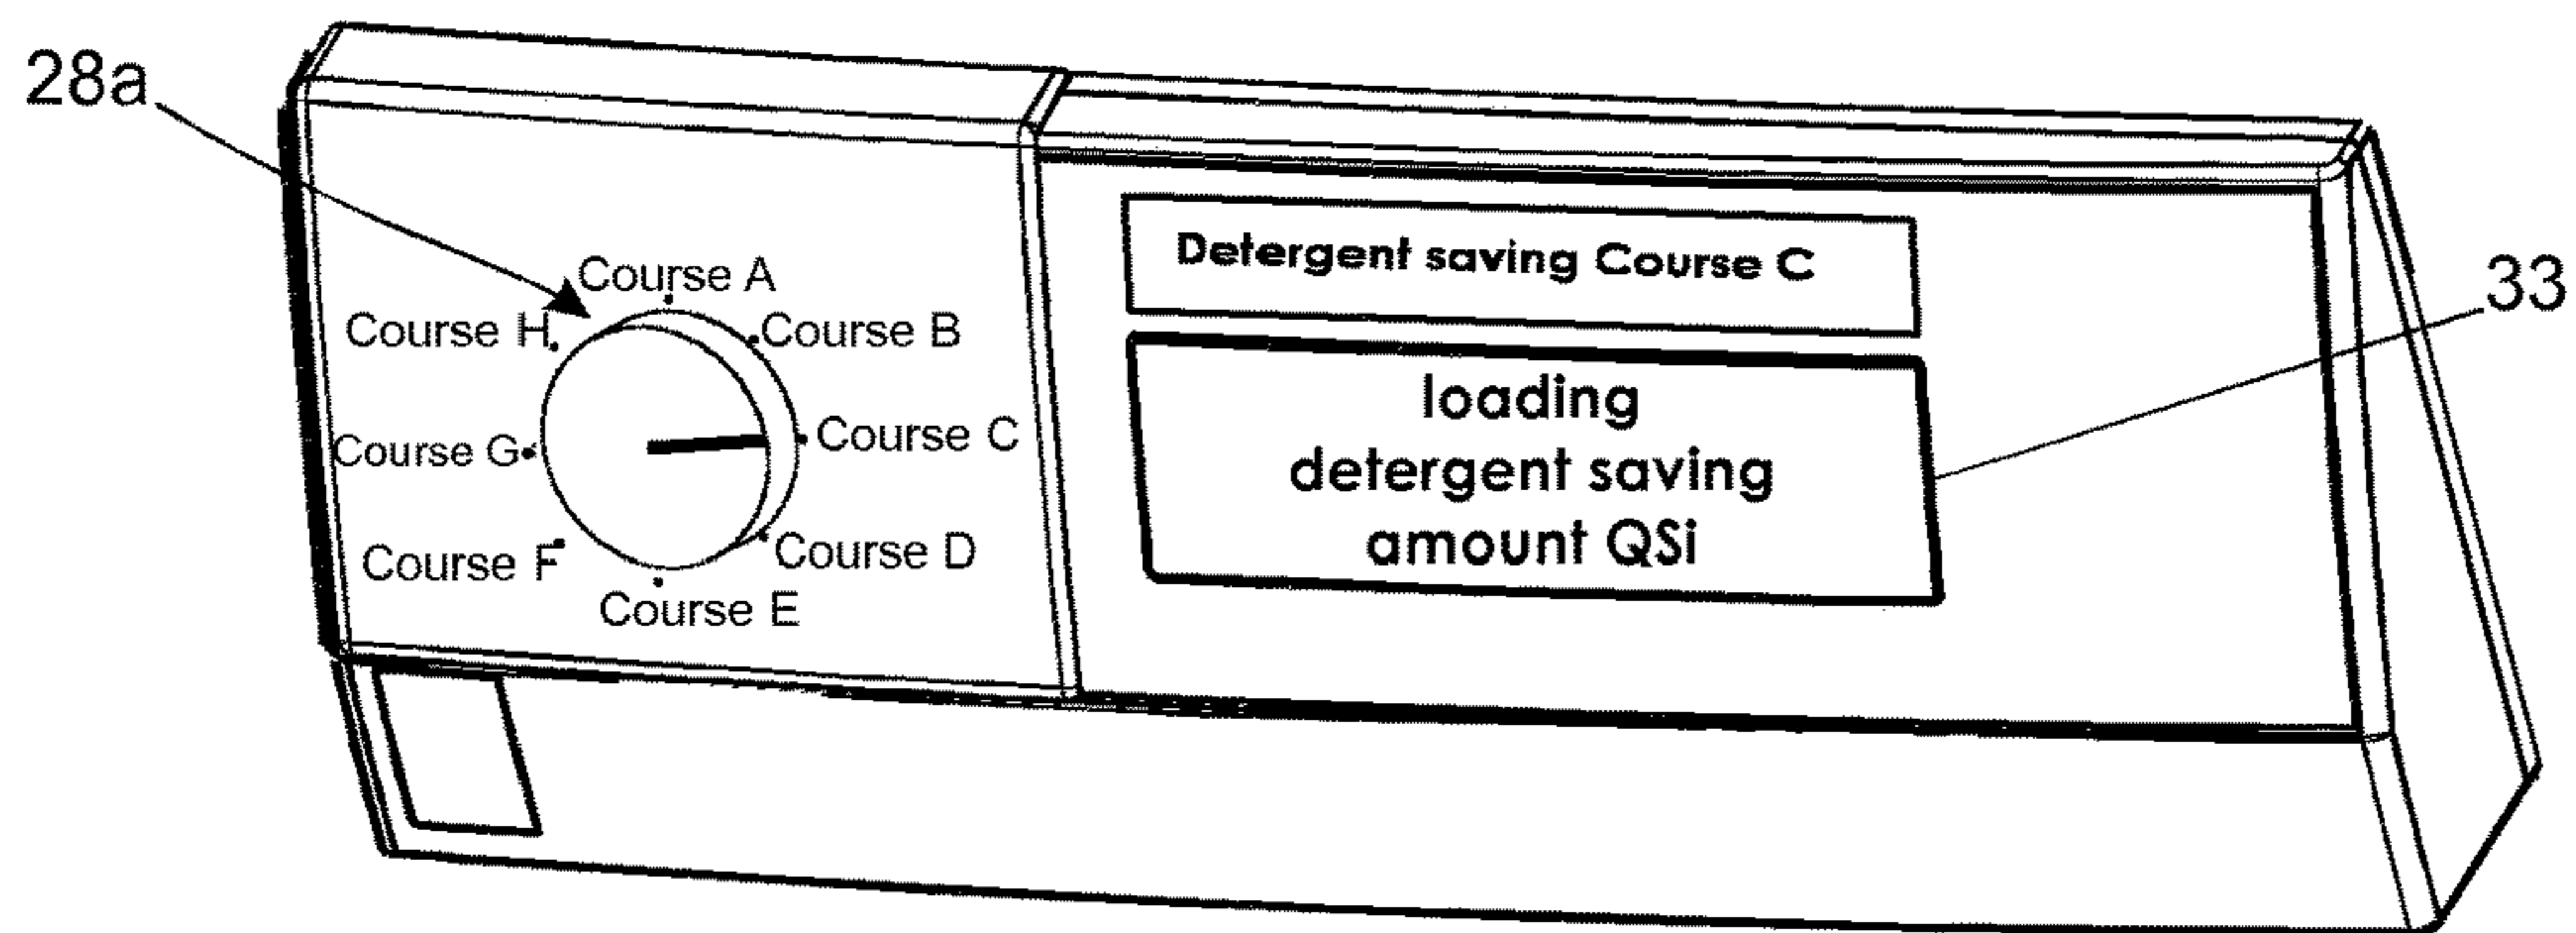 28a
Course A
Course H
Course B
Course G
Course C
Course F
Course D
Course E
Detergent saving Course C
loading
detergent saving
amount QSi
33